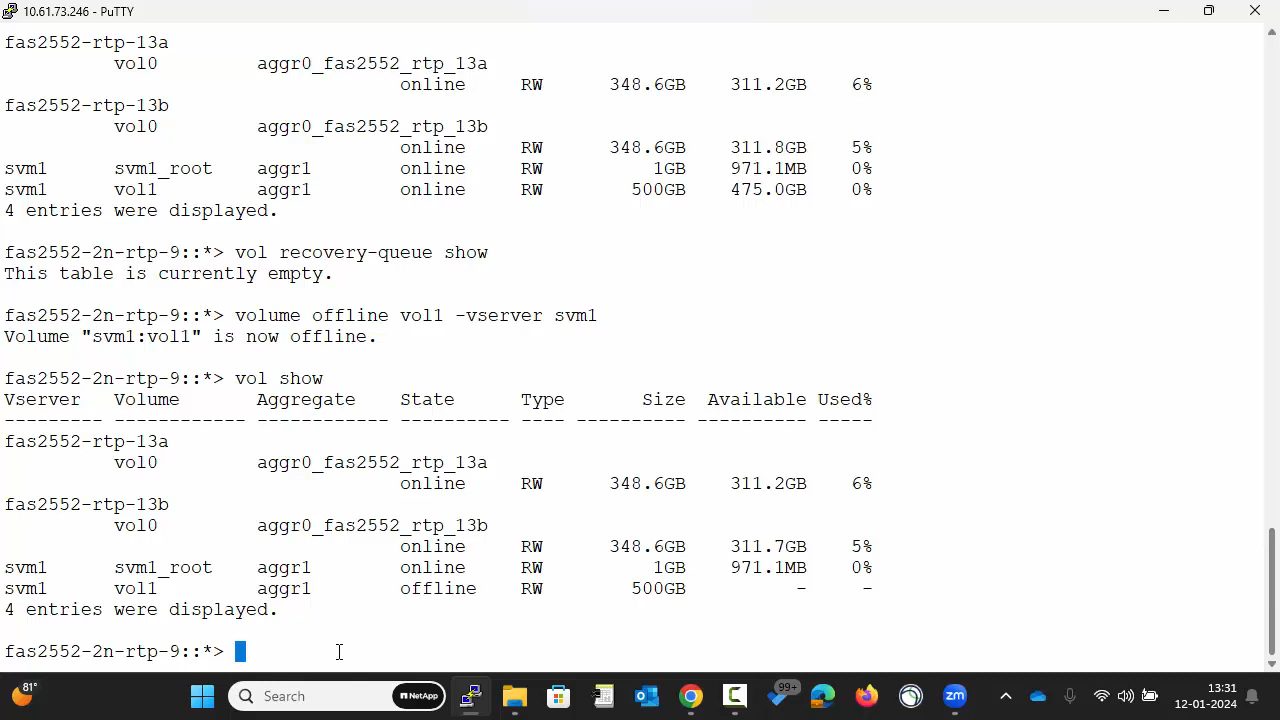 10.61.73.246 - PuTTY
fas2552-rtp-13a
vol0 aggr0_fas2552_rtp_13a
online RW 348.6GB 311.2GB 6%
fas2552-rtp-13b
vol0 aggr0_fas2552_rtp_13b
online RW 348.6GB 311.8GB 5%
svm1 svm1_root aggr1 online RW 1GB 971.1MB 0%
svm1 vol1 aggr1 online RW 500GB 475.0GB 0%
4 entries were displayed.
fas2552-2n-rtp-9::*> vol recovery-queue show
This table is currently empty.
fas2552-2n-rtp-9::*> volume offline vol1 -vserver svm1
Volume "svm1:vol1" is now offline.
fas2552-2n-rtp-9::*> vol show
Vserver Volume Aggregate State Type Size Available Used%
--------- ------------ ------------ ---------- ---- ---------- ---------- -----
fas2552-rtp-13a
vol0 aggr0_fas2552_rtp_13a
online RW 348.6GB 311.2GB 6%
fas2552-rtp-13b
vol0 aggr0_fas2552_rtp_13b
online RW 348.6GB 311.7GB 5%
svm1 svm1_root aggr1 online RW 1GB 971.1MB 0%
svm1 vol1 aggr1 offline RW 500GB - -
4 entries were displayed.
fas2552-2n-rtp-9::*>
81°
Search
NetApp
99+
zm
13:31
12-01-2024